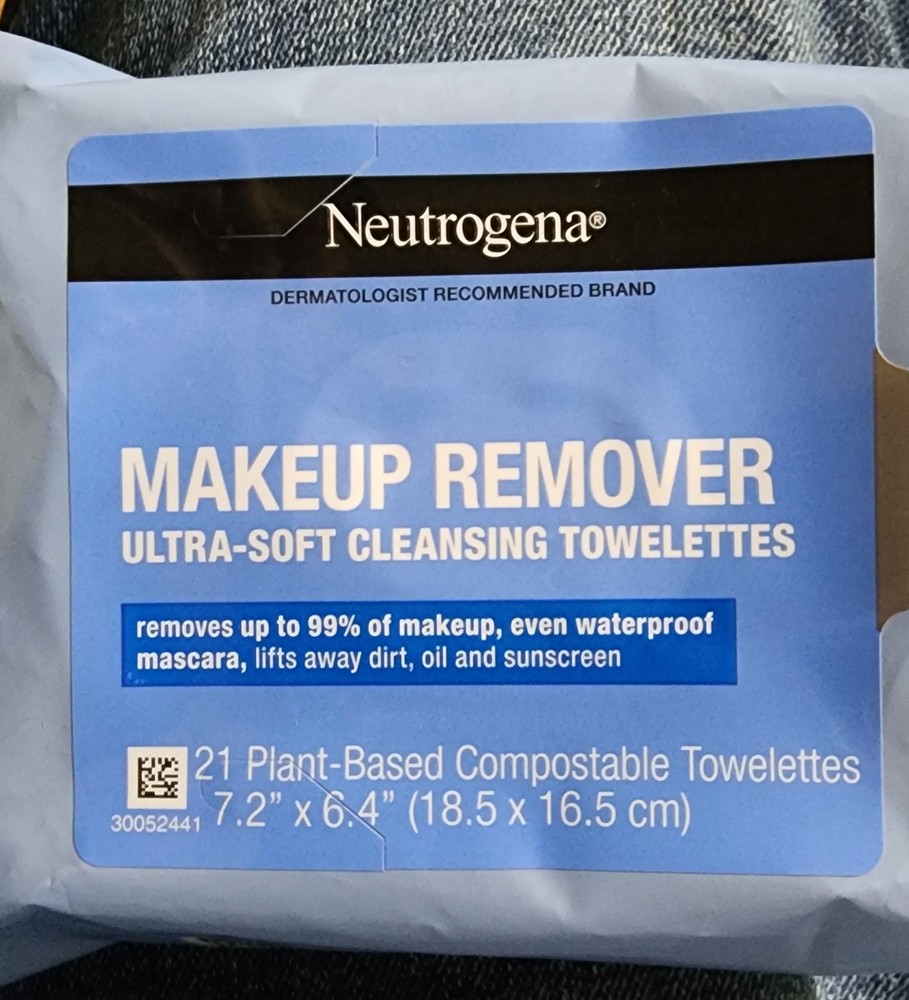 Neutrogena®
DERMATOLOGIST RECOMMENDED BRAND
MAKEUP REMOVER
ULTRA-SOFT CLEANSING TOWELETTES
removes up to 99% of makeup, even waterproof
mascara, lifts away dirt, oil and sunscreen
21 Plant-Based Compostable Towelettes
7.2” x 6.4” (18.5 x 16.5 cm)
30052441